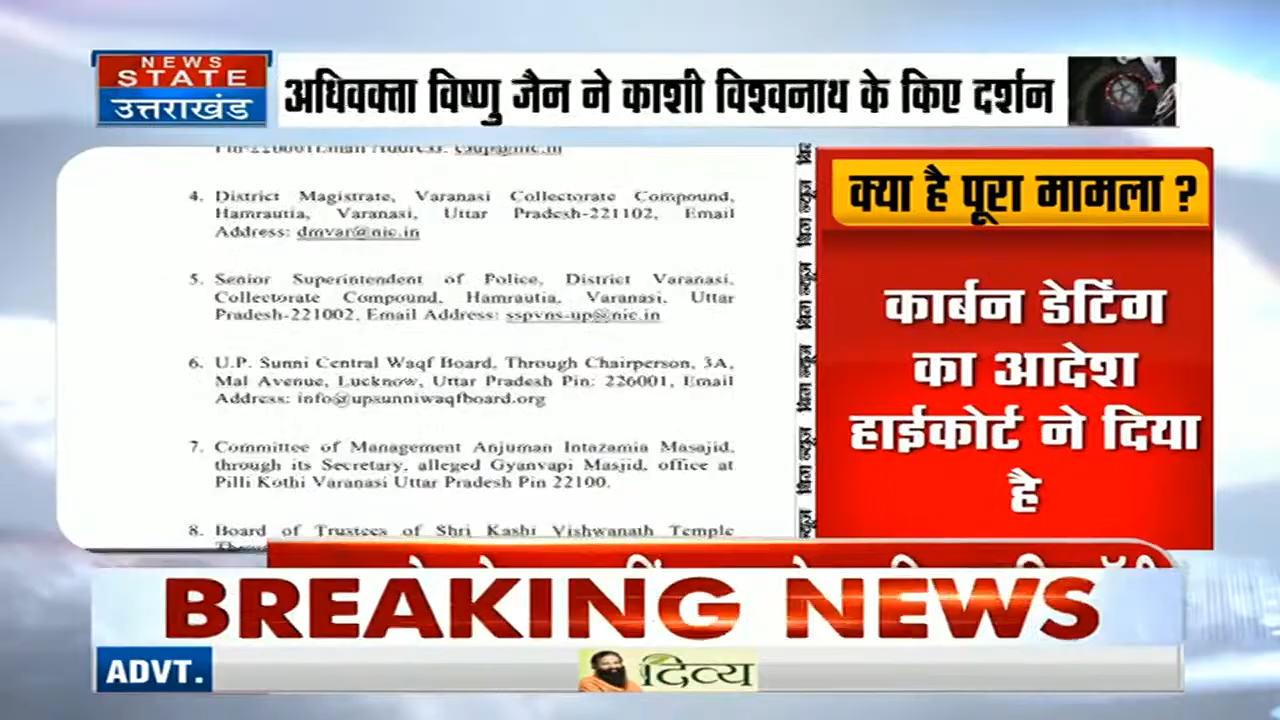 NEWS
STATE
उत्तराखंड
अधिवक्ता विष्णु जैन ने काशी विश्वनाथ के किए दर्शन
4. District Magistrate, Varanasi Collectorate Compound,
Hamrautia, Varanasi, Uttar Pradesh-221102, Email
Address: dmvar@nic.in
5. Senior Superintendent of Police, District Varanasi,
Collectorate Compound, Hamrautia, Varanasi, Uttar
Pradesh-221002, Email Address: sspvns-up@nic.in
6. U.P. Sunni Central Waqf Board, Through Chairperson, 3A,
Mal Avenue, Lucknow, Uttar Pradesh Pin: 226001, Email
Address: info@upsunniwaqfboard.org
7. Committee of Management Anjuman Intazamia Masajid,
through its Secretary, alleged Gyanvapi Masjid, office at
Pilli Kothi Varanasi Uttar Pradesh Pin 22100.
8. Board of Trustees of Shri Kashi Vishwanath Temple
क्या है पूरा मामला ?
कार्बन डेटिंग
का आदेश
हाईकोर्ट ने दिया
है
BREAKING NEWS
ADVT.
दिव्य